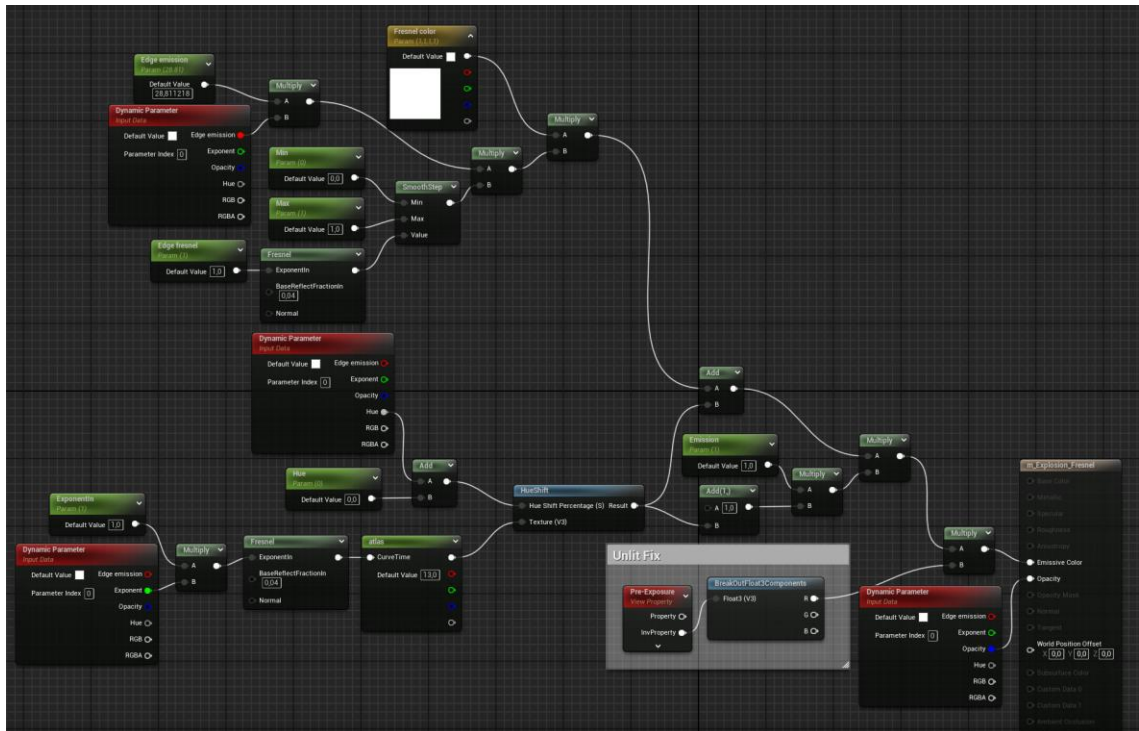 Fresnel color
Param (1,1,1,1)
Default Value
Edge emission
Param (28.81)
Default Value
28,811218
Multiply
A
B
Dynamic Parameter
Input Data
Default Value
Edge emission
Parameter Index 0
Exponent
Opacity
Hue
RGB
RGBA
Multiply
A
B
Min
Param (0)
Default Value 0,0
Multiply
A
B
SmoothStep
Min
Max
Value
Max
Param (1)
Default Value 1,0
Edge fresnel
Default Value 1,0
Fresnel
ExponentIn
BaseReflectFractionIn
0,04
Normal
Dynamic Parameter
Input Data
Default Value
Edge emission
Parameter Index 0
Exponent
Opacity
Hue
RGB
RGBA
Add
A
B
Emission
Param (1)
Default Value 1,0
Multiply
A
B
Multiply
A
B
m_Explosion_Fresnel
Base Color
Metallic
Specular
Roughness
Anisotropy
Emissive Color
Opacity
Opacity Mask
Normal
Tangent
World Position Offset
X 0,0 Y 0,0 Z 0,0
Subsurface Color
Custom Data 0
Custom Data 1
Ambient Occlusion
Hue
Param (0)
Default Value 0,0
Add
A
B
HueShift
Hue Shift Percentage (S)
Result
Texture (V3)
Add(1,)
A 1,0
B
ExponentIn
Param (1)
Default Value 1,0
Dynamic Parameter
Input Data
Default Value
Edge emission
Parameter Index 0
Exponent
Opacity
Hue
RGB
RGBA
Multiply
A
B
Fresnel
ExponentIn
BaseReflectFractionIn
0,04
Normal
atlas
CurveTime
Default Value 13,0
Unlit Fix
Pre-Exposure
View Property
Property
InvProperty
BreakOutFloat3Components
Float3 (V3)
R
G
B
Multiply
A
B
Dynamic Parameter
Input Data
Default Value
Edge emission
Parameter Index 0
Exponent
Opacity
Hue
RGB
RGBA